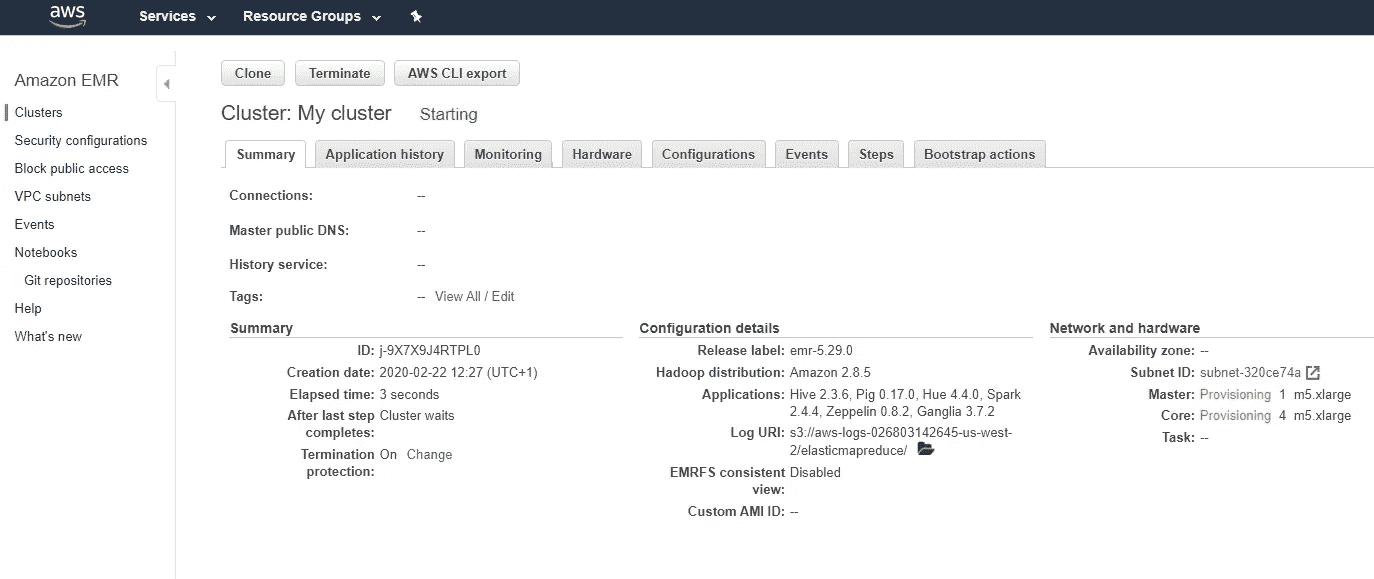 aws Services Resource Groups
Amazon EMR
Clusters
Security configurations
Block public access
VPC subnets
Events
Notebooks
Git repositories
Help
What's new
Clone Terminate AWS CLI export
Cluster: My cluster Starting
Summary Application history Monitoring Hardware Configurations Events Steps Bootstrap actions
Connections: --
Master public DNS: --
History service: --
Tags: -- View All / Edit
Summary
ID: j-9X7X9J4RTPL0
Creation date: 2020-02-22 12:27 (UTC+1)
Elapsed time: 3 seconds
After last step Cluster waits
completes:
Termination On Change
protection:
Configuration details
Release label: emr-5.29.0
Hadoop distribution: Amazon 2.8.5
Applications: Hive 2.3.6, Pig 0.17.0, Hue 4.4.0, Spark
2.4.4, Zeppelin 0.8.2, Ganglia 3.7.2
Log URI: s3://aws-logs-026803142645-us-west-
2/elasticmapreduce/
EMRFS consistent Disabled
view:
Custom AMI ID: --
Network and hardware
Availability zone: --
Subnet ID: subnet-320ce74a
Master: Provisioning 1 m5.xlarge
Core: Provisioning 4 m5.xlarge
Task: --